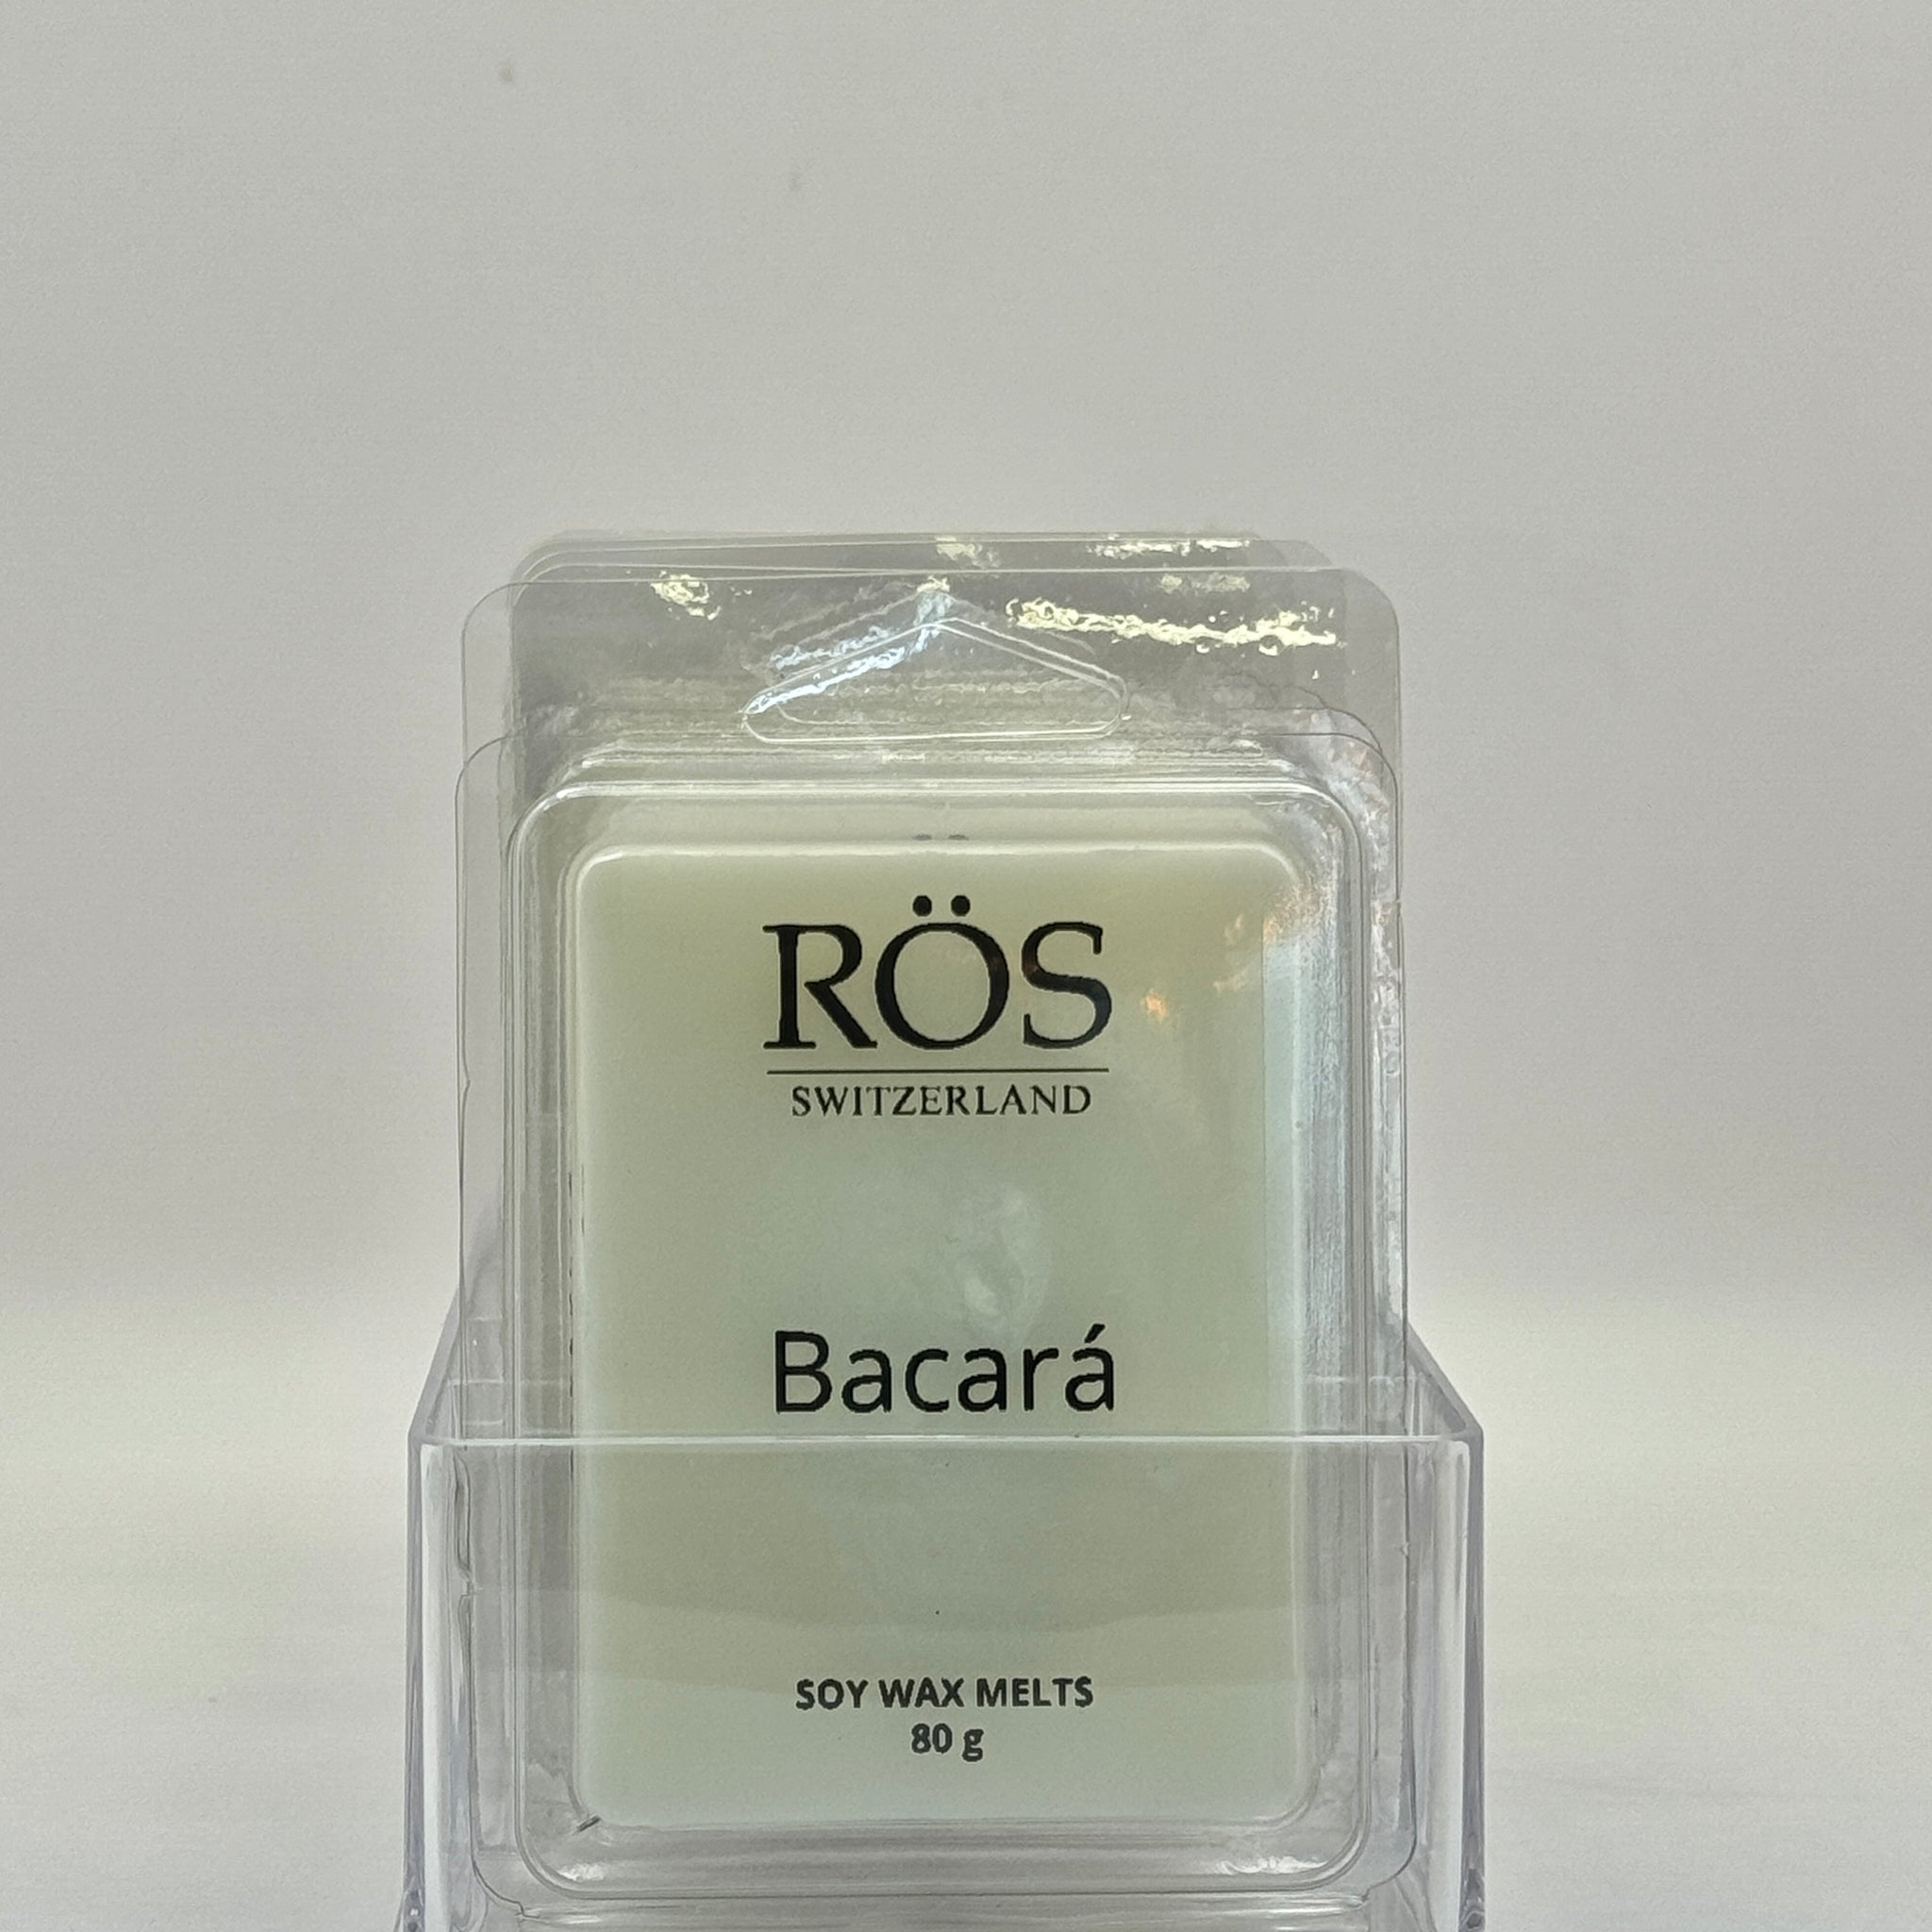 RÖS
SWITZERLAND
Bacará
SOY WAX MELTS
80 g